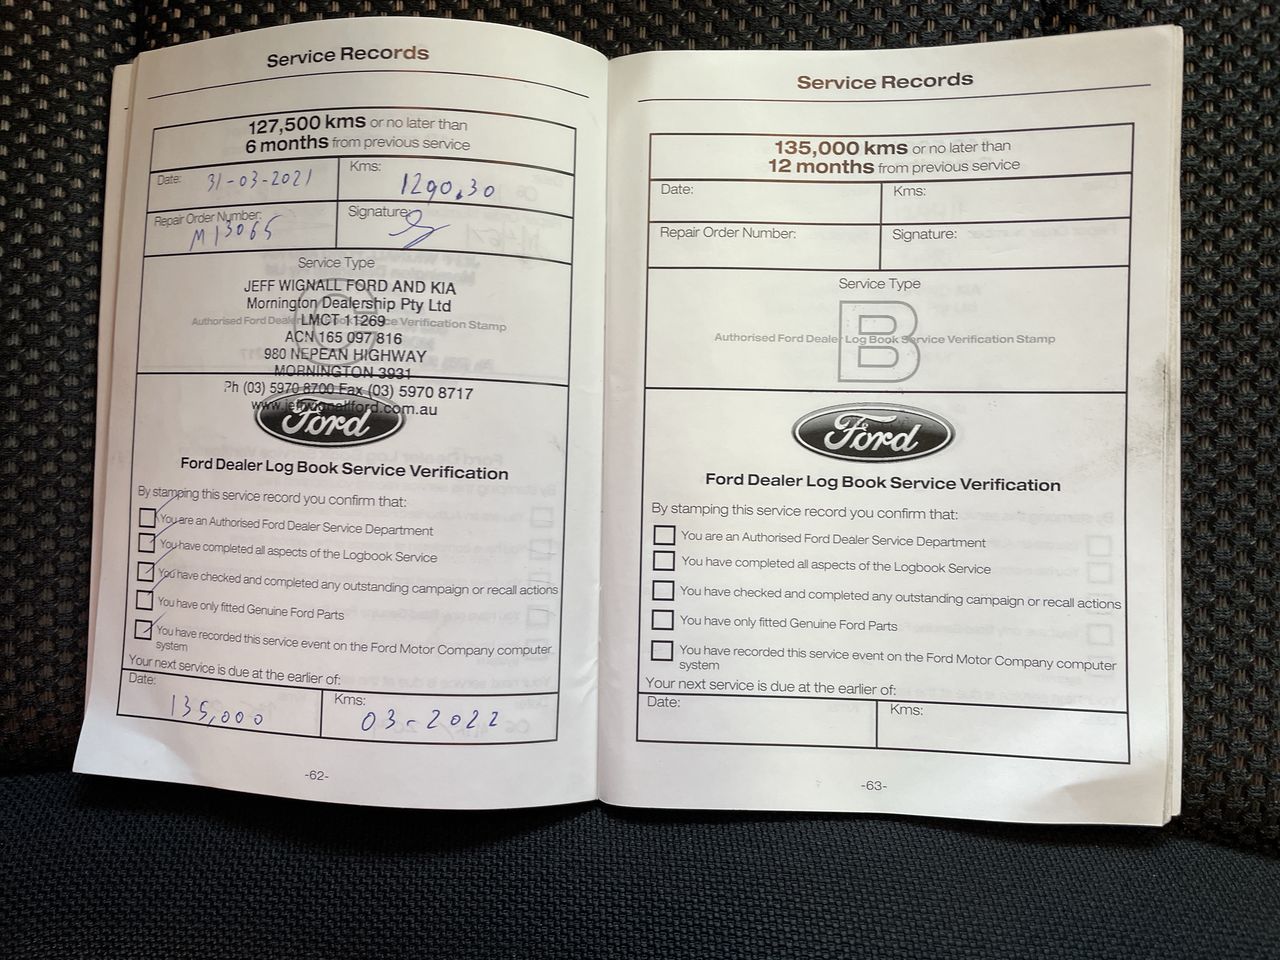 Service Records
127,500 kms or no later than
6 months from previous service
Date: 31-03-2021
Kms: 1290,30
Repair Order Number: M13065
Signature:
Service Type
C
Authorised Ford Dealer Log Book Service Verification Stamp
JEFF WIGNALL FORD AND KIA
Mornington Dealership Pty Ltd
LMCT 11269
ACN 165 097 816
980 NEPEAN HIGHWAY
MORNINGTON 3931
Ph (03) 5970 8700 Fax (03) 5970 8717
www.jeffwignallford.com.au
Ford
Ford Dealer Log Book Service Verification
By stamping this service record you confirm that:
You are an Authorised Ford Dealer Service Department
You have completed all aspects of the Logbook Service
You have checked and completed any outstanding campaign or recall actions
You have only fitted Genuine Ford Parts
You have recorded this service event on the Ford Motor Company computer
system
Your next service is due at the earlier of:
Date: 135,000
Kms: 03-2022
-62-
Service Records
135,000 kms or no later than
12 months from previous service
Date:
Kms:
Repair Order Number:
Signature:
Service Type
B
Authorised Ford Dealer Log Book Service Verification Stamp
Ford
Ford Dealer Log Book Service Verification
By stamping this service record you confirm that:
You are an Authorised Ford Dealer Service Department
You have completed all aspects of the Logbook Service
You have checked and completed any outstanding campaign or recall actions
You have only fitted Genuine Ford Parts
You have recorded this service event on the Ford Motor Company computer
system
Your next service is due at the earlier of:
Date:
Kms:
-63-